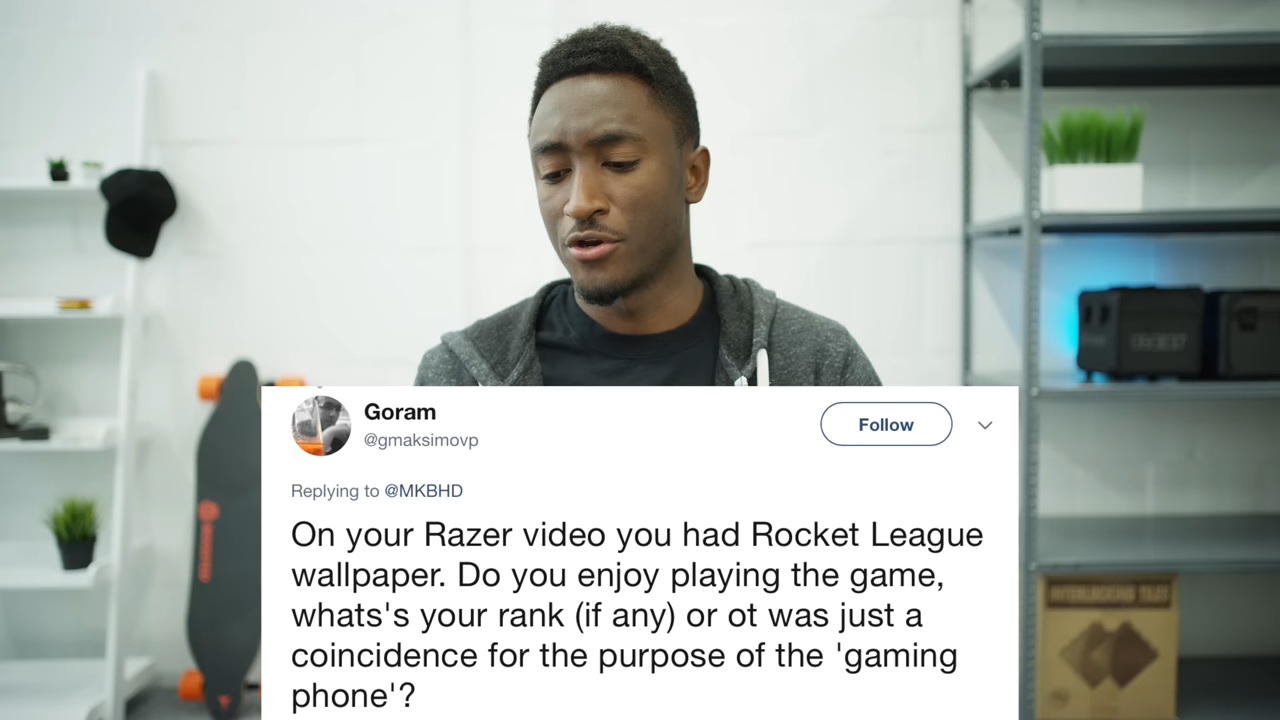 Goram
@gmaksimovp
Follow
Replying to @MKBHD
On your Razer video you had Rocket League
wallpaper. Do you enjoy playing the game,
whats's your rank (if any) or ot was just a
coincidence for the purpose of the 'gaming
phone'?